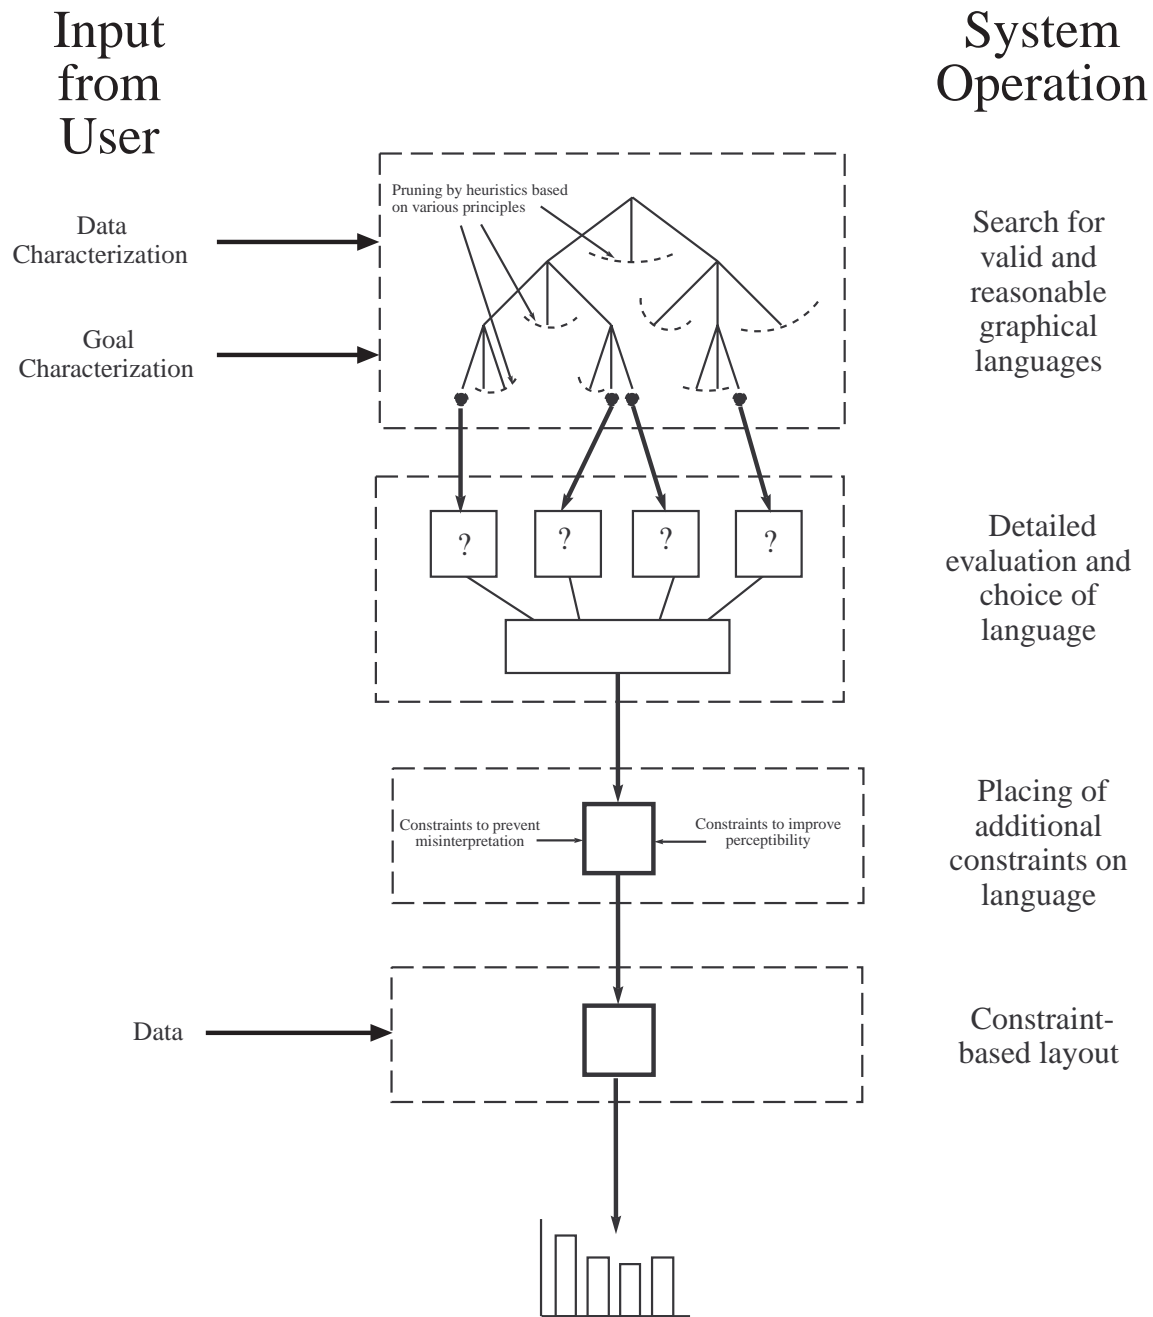 Input
from
User
System
Operation
Pruning by heuristics based
on various principles
Data
Characterization
Goal
Characterization
Search for
valid and
reasonable
graphical
languages
? ? ? ?
Detailed
evaluation and
choice of
language
Constraints to prevent
misinterpretation
Constraints to improve
perceptibility
Placing of
additional
constraints on
language
Data
Constraint-
based layout